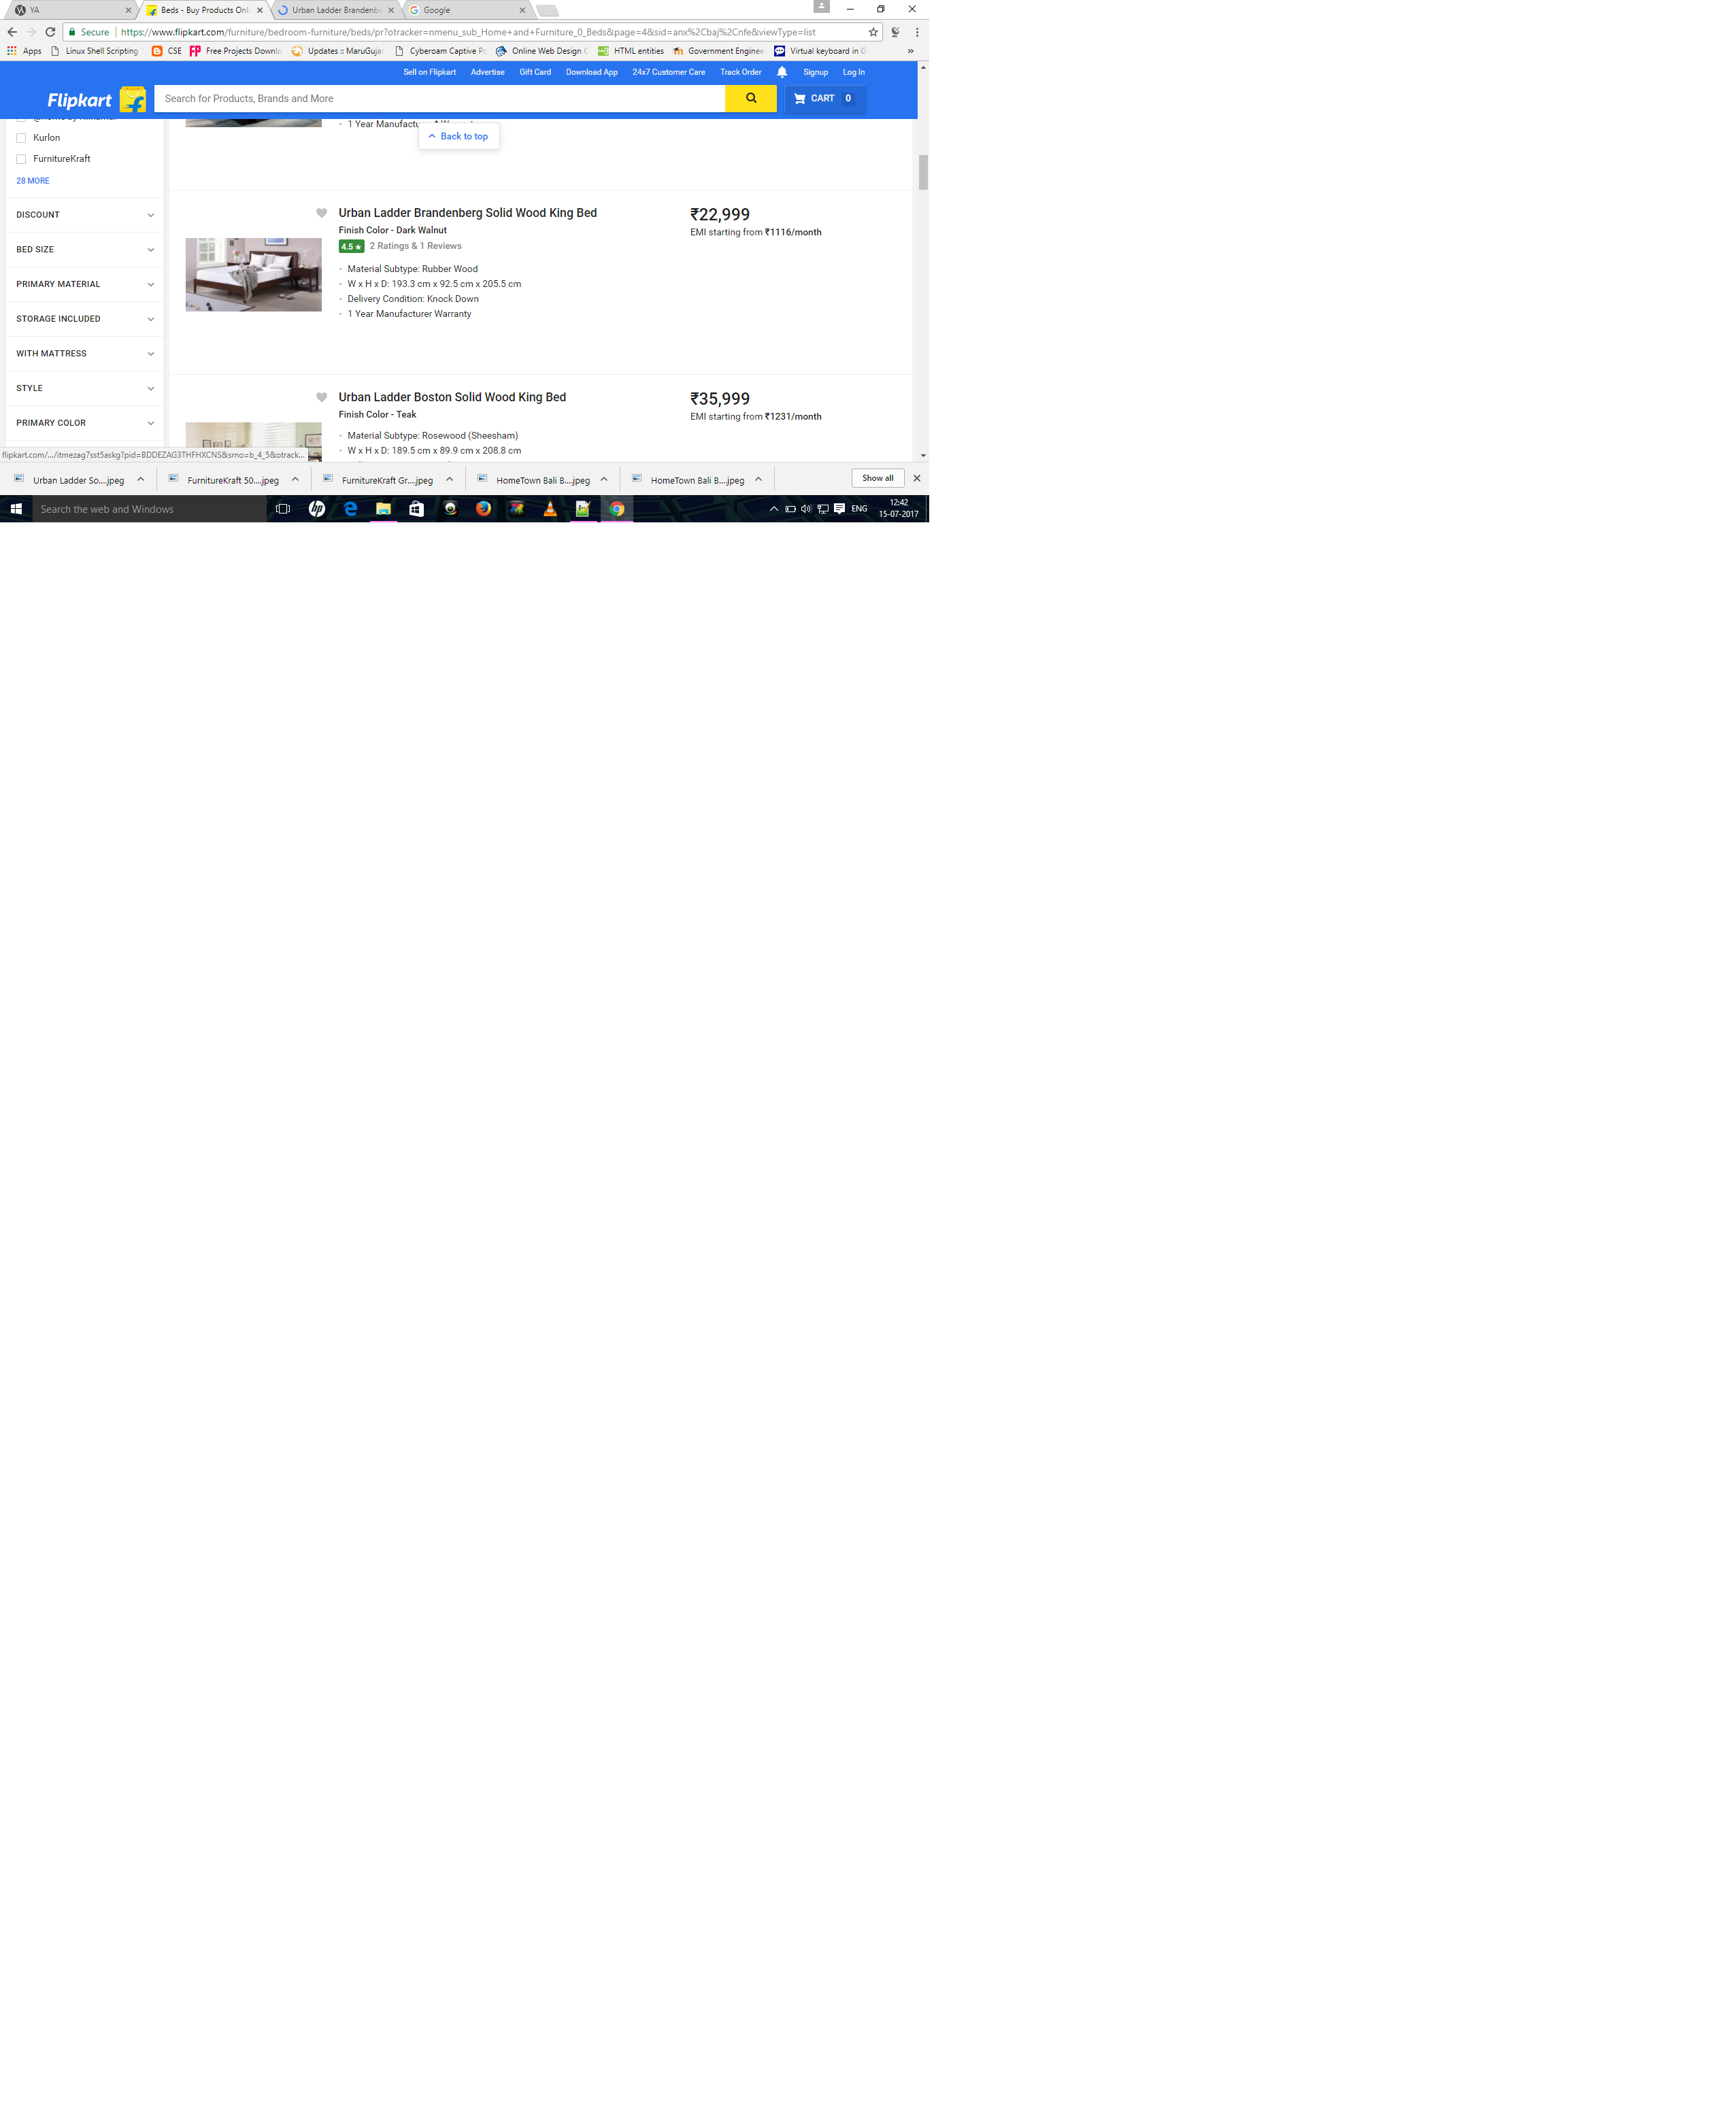 YA
Beds - Buy Products Onli
Urban Ladder Brandenbe
Google
Secure
https://www.flipkart.com/furniture/bedroom-furniture/beds/pr?otracker=nmenu_sub_Home+and+Furniture_0_Beds&page=4&sid=anx%2Cbaj%2Cnfe&viewType=list
Apps
Linux Shell Scripting
CSE
Free Projects Downlo
Updates :: MaruGujar
Cyberoam Captive Po
Online Web Design C
HTML entities
Government Enginee
Virtual keyboard in G
»
Sell on Flipkart
Advertise
Gift Card
Download App
24x7 Customer Care
Track Order
Signup
Log In
Flipkart
Search for Products, Brands and More
CART 0
Kurlon
FurnitureKraft
28 MORE
DISCOUNT
BED SIZE
PRIMARY MATERIAL
STORAGE INCLUDED
WITH MATTRESS
STYLE
PRIMARY COLOR
1 Year Manufactu
Back to top
Urban Ladder Brandenberg Solid Wood King Bed
Finish Color - Dark Walnut
4.5 ★ 2 Ratings & 1 Reviews
Material Subtype: Rubber Wood
W x H x D: 193.3 cm x 92.5 cm x 205.5 cm
Delivery Condition: Knock Down
1 Year Manufacturer Warranty
₹22,999
EMI starting from ₹1116/month
Urban Ladder Boston Solid Wood King Bed
Finish Color - Teak
Material Subtype: Rosewood (Sheesham)
W x H x D: 189.5 cm x 89.9 cm x 208.8 cm
₹35,999
EMI starting from ₹1231/month
flipkart.com/.../itmezag7sst5askg?pid=BDDEZAG3THFHXCNS&srno=b_4_5&otrack...
Urban Ladder So....jpeg
FurnitureKraft 50....jpeg
FurnitureKraft Gr....jpeg
HomeTown Bali B....jpeg
HomeTown Bali B....jpeg
Show all
Search the web and Windows
ENG
12:42
15-07-2017